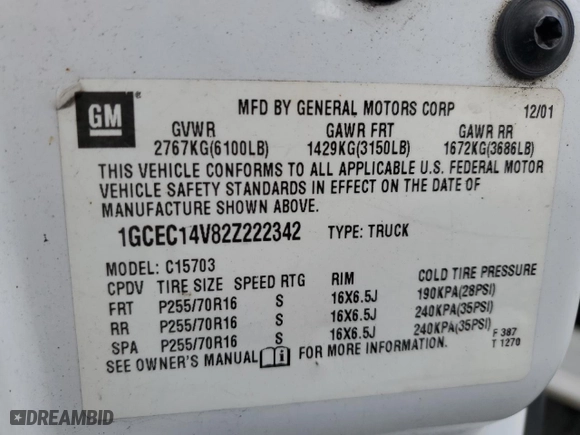 GM ®
MFD BY GENERAL MOTORS CORP 12/01
GVWR GAWR FRT GAWR RR
2767KG(6100LB) 1429KG(3150LB) 1672KG(3686LB)
THIS VEHICLE CONFORMS TO ALL APPLICABLE U.S. FEDERAL MOTOR
VEHICLE SAFETY STANDARDS IN EFFECT ON THE DATE OF
MANUFACTURE SHOWN ABOVE.
1GCEC14V82Z222342 TYPE: TRUCK
MODEL: C15703
CPDV TIRE SIZE SPEED RTG RIM COLD TIRE PRESSURE
FRT P255/70R16 S 16X6.5J 190KPA(28PSI)
RR P255/70R16 S 16X6.5J 240KPA(35PSI)
SPA P255/70R16 S 16X6.5J 240KPA(35PSI)
SEE OWNER'S MANUAL i FOR MORE INFORMATION.
F 387
T 1270
DREAMBID